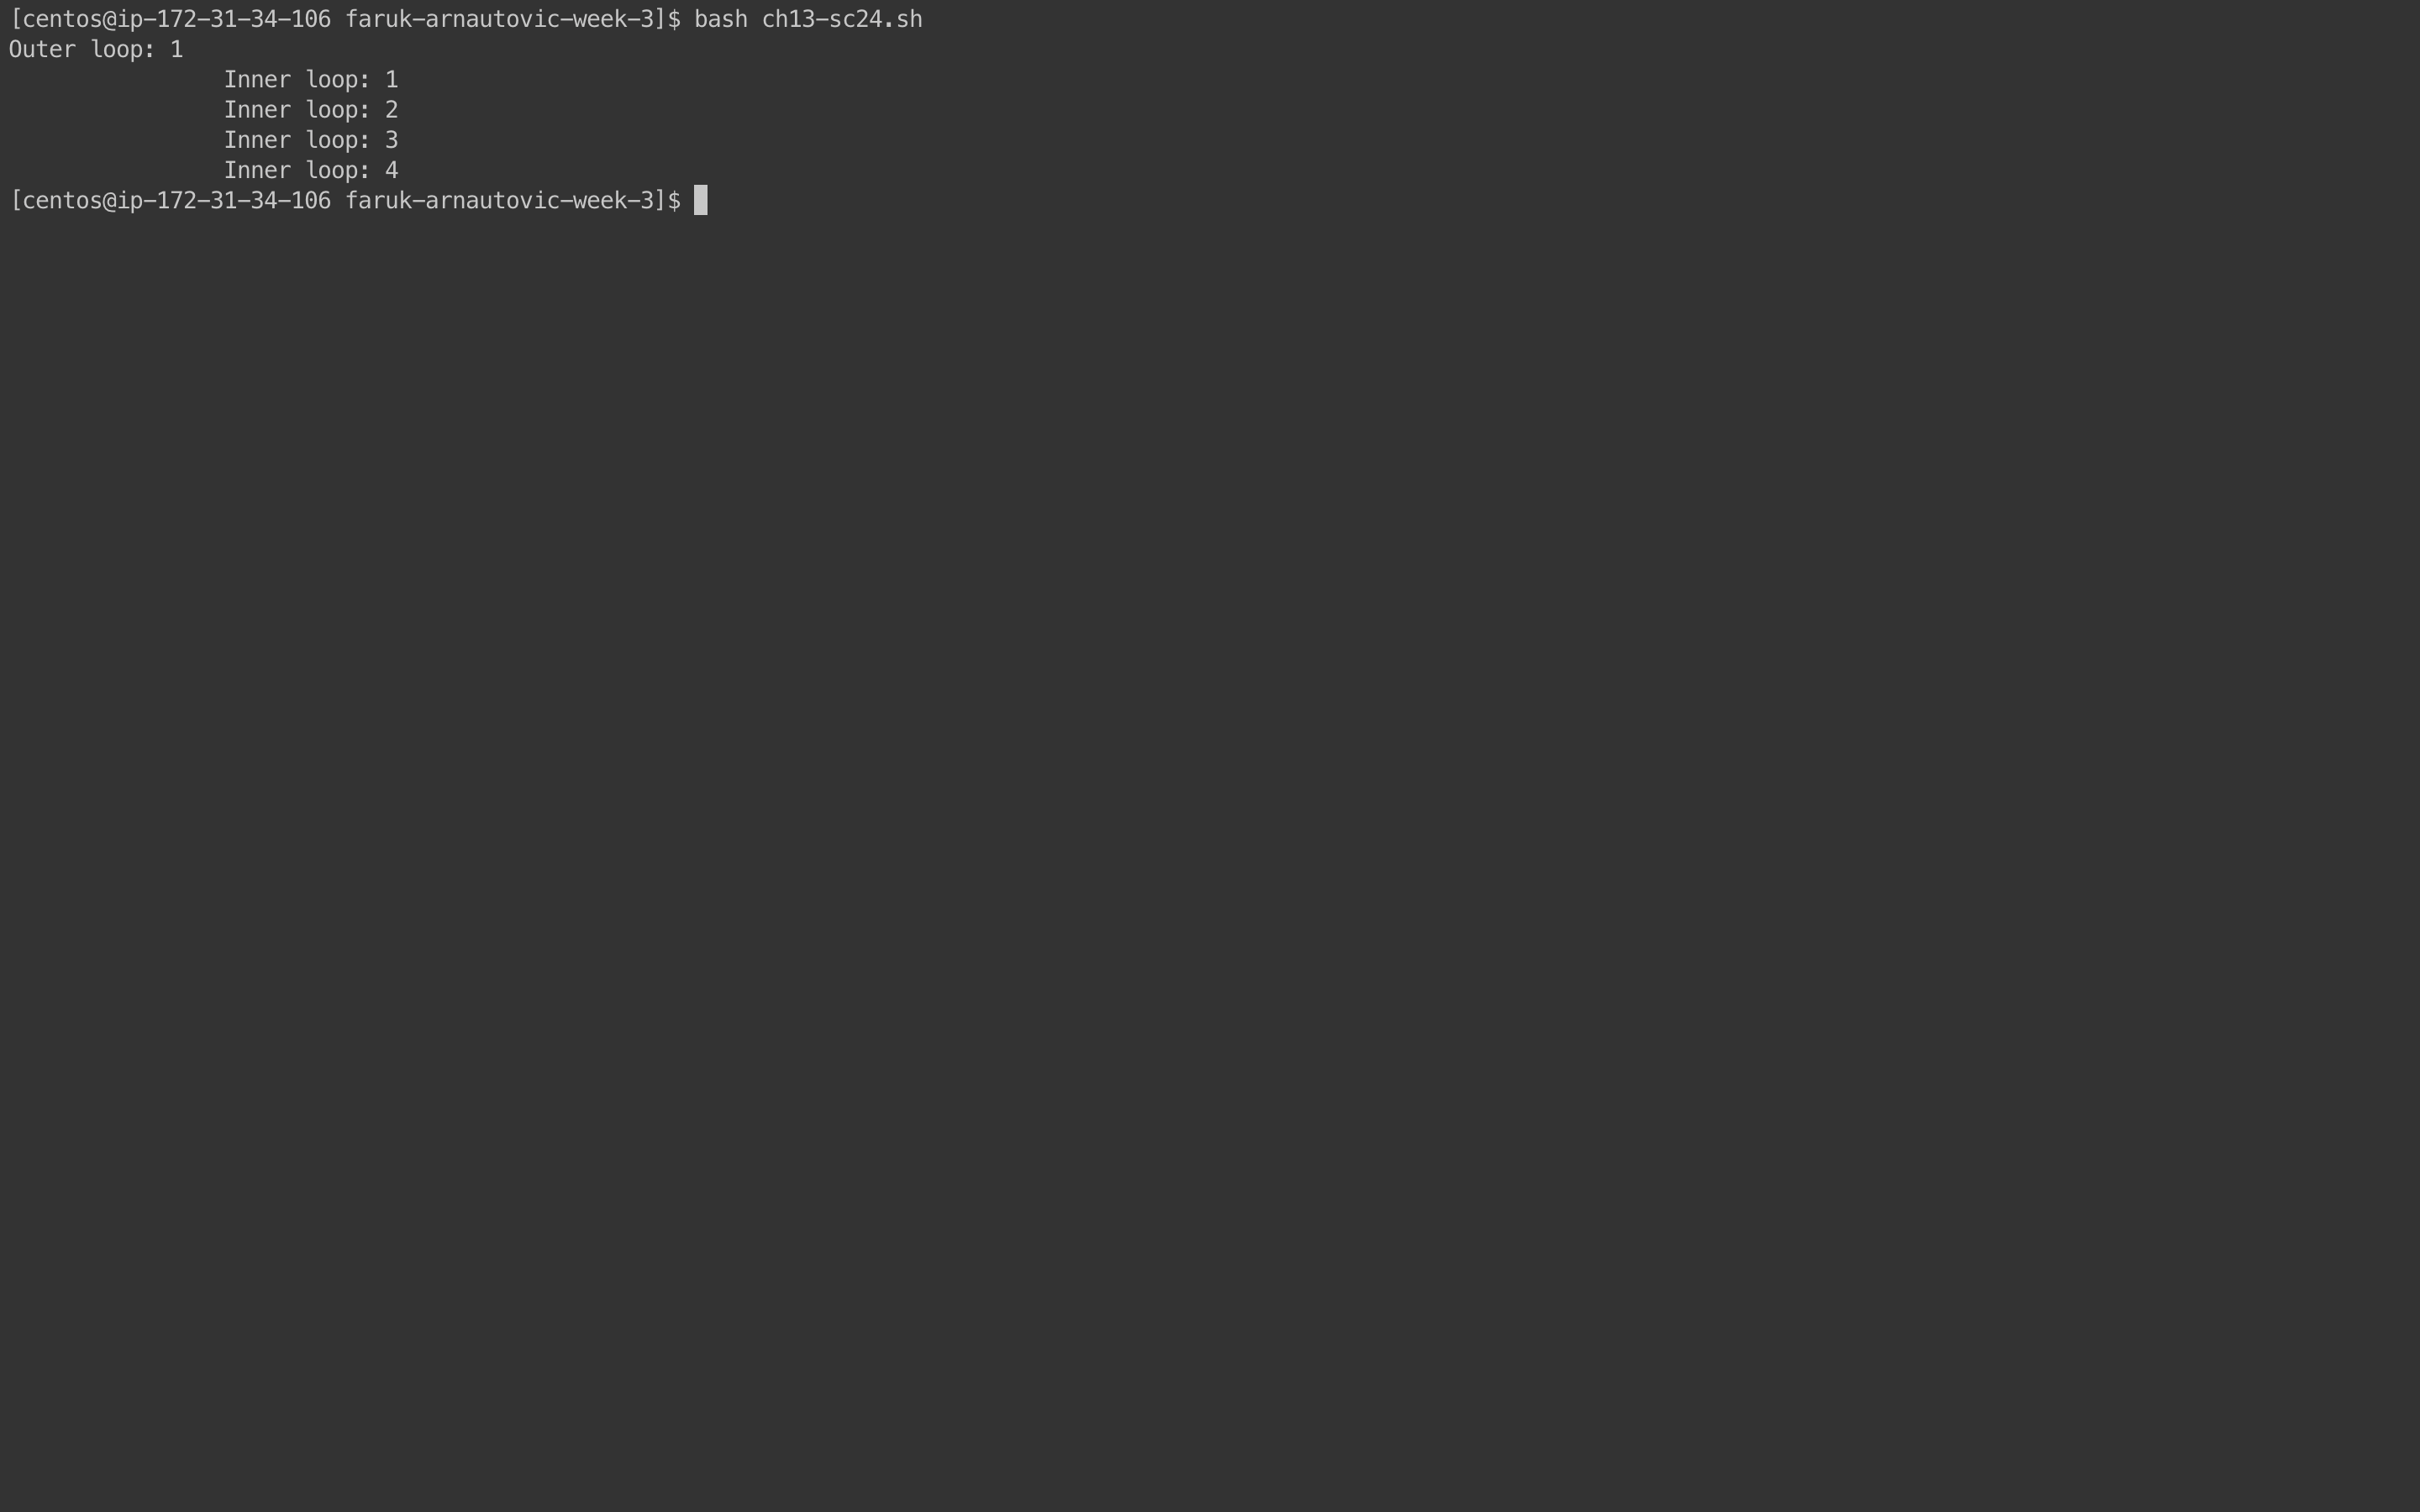 [centos@ip-172-31-34-106 faruk-arnautovic-week-3]$ bash ch13-sc24.sh
Outer loop: 1
                Inner loop: 1
                Inner loop: 2
                Inner loop: 3
                Inner loop: 4
[centos@ip-172-31-34-106 faruk-arnautovic-week-3]$